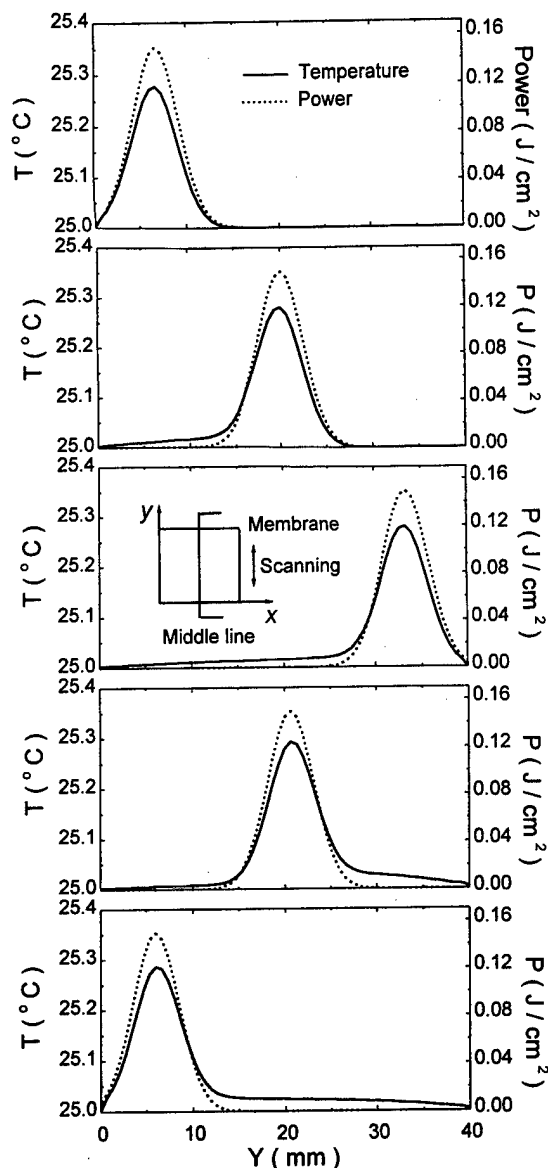 25.4
25.3
25.2
25.1
25.0
T ( °C )
Temperature
Power
0.16
0.12
0.08
0.04
0.00
Power ( J / cm²)
25.4
25.3
25.2
25.1
25.0
T ( °C )
0.16
0.12
0.08
0.04
0.00
P ( J / cm²)
25.4
25.3
25.2
25.1
25.0
T ( °C )
y
Membrane
Scanning
x
Middle line
0.16
0.12
0.08
0.04
0.00
P ( J / cm²)
25.4
25.3
25.2
25.1
25.0
T ( °C )
0.16
0.12
0.08
0.04
0.00
P ( J / cm²)
25.4
25.3
25.2
25.1
25.0
T ( °C )
0.16
0.12
0.08
0.04
0.00
P ( J / cm²)
0 10 20 30 40
Y ( mm )